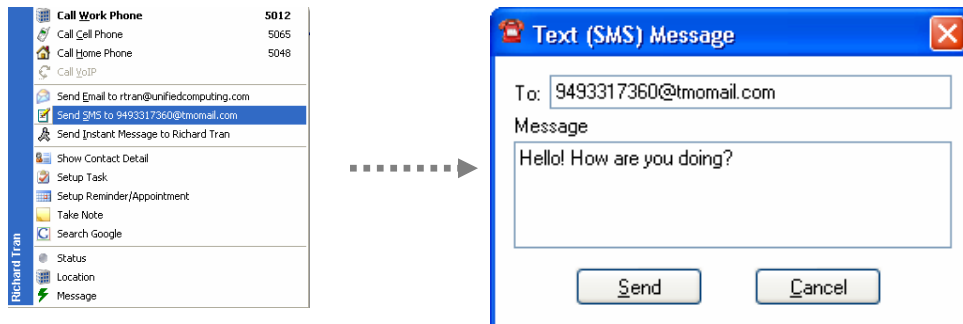 Call Work Phone 5012
Call Cell Phone 5065
Call Home Phone 5048
Call VoIP
Send Email to rtran@unifiedcomputing.com
Send SMS to 9493317360@tmomail.com
Send Instant Message to Richard Tran
Show Contact Detail
Setup Task
Setup Reminder/Appointment
Take Note
Search Google
Status
Location
Message
Richard Tran
Text (SMS) Message
To: 9493317360@tmomail.com
Message
Hello! How are you doing?
Send Cancel